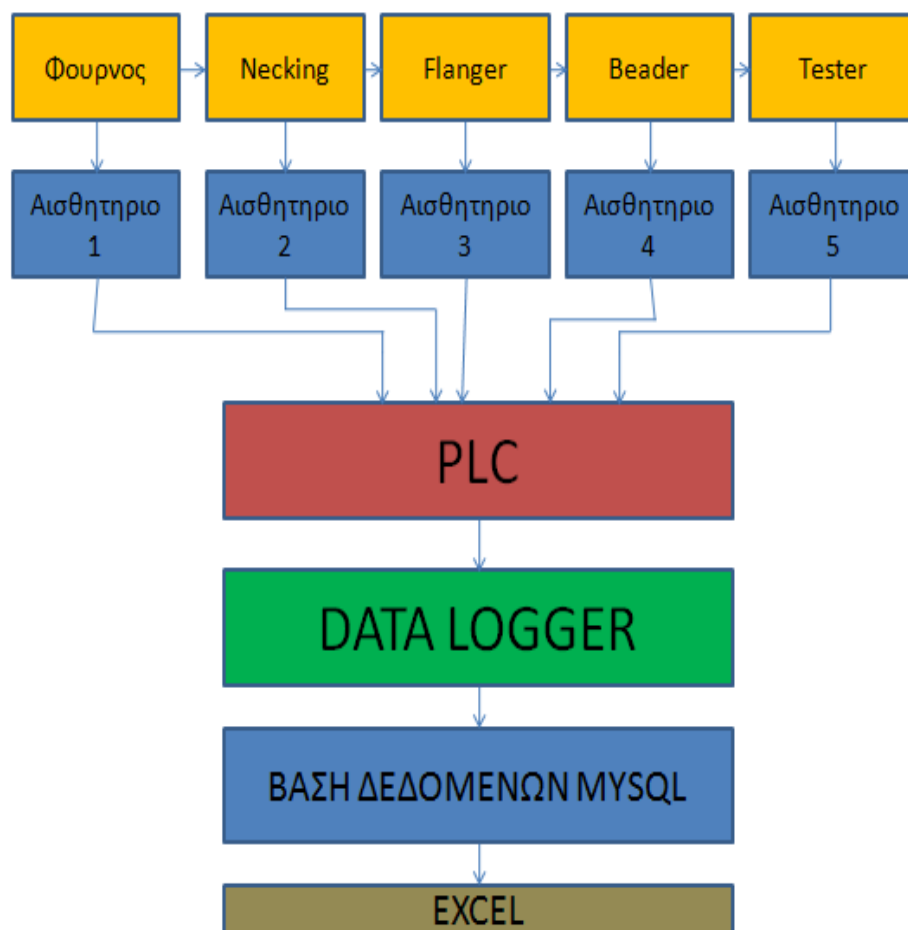 Φουρνος
Necking
Flanger
Beader
Tester
Αισθητηριο
1
Αισθητηριο
2
Αισθητηριο
3
Αισθητηριο
4
Αισθητηριο
5
PLC
DATA LOGGER
ΒΑΣΗ ΔΕΔΟΜΕΝΩΝ MYSQL
EXCEL